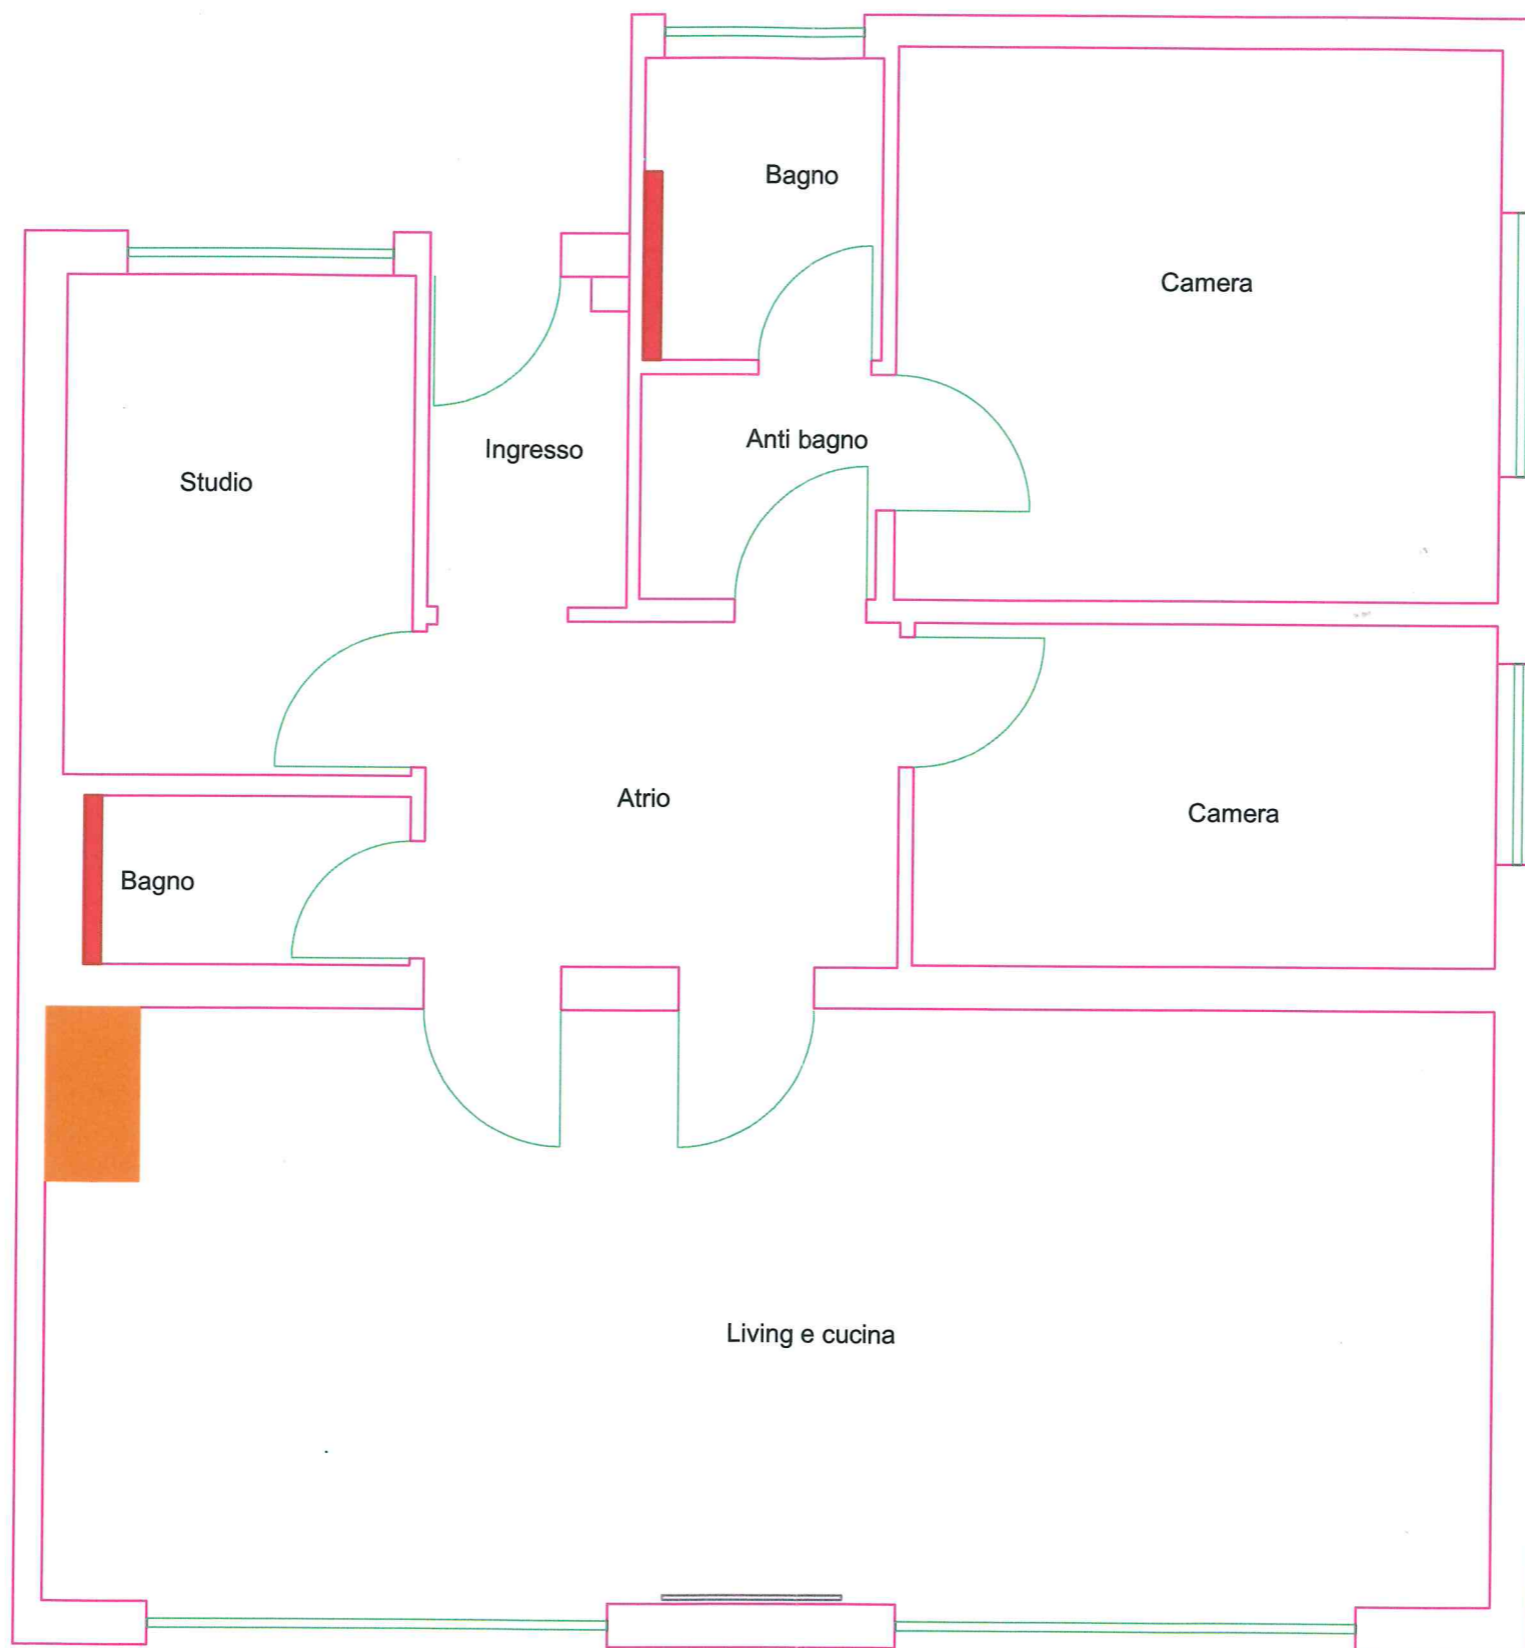 Bagno
Camera
Ingresso
Anti bagno
Studio
Atrio
Camera
Bagno
Living e cucina